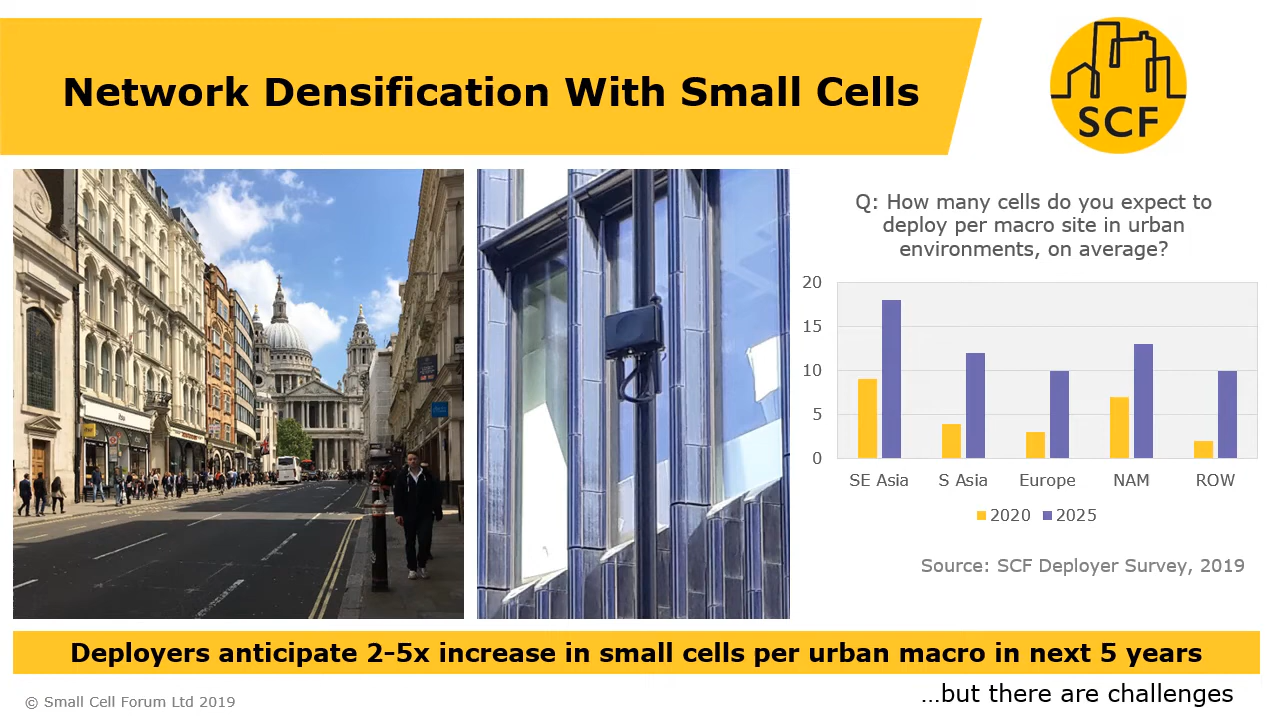 Network Densification With Small Cells
SCF
Q: How many cells do you expect to
deploy per macro site in urban
environments, on average?
20
15
10
5
0
SE Asia
S Asia
Europe
NAM
ROW
2020
2025
Source: SCF Deployer Survey, 2019
Deployers anticipate 2-5x increase in small cells per urban macro in next 5 years
...but there are challenges
© Small Cell Forum Ltd 2019